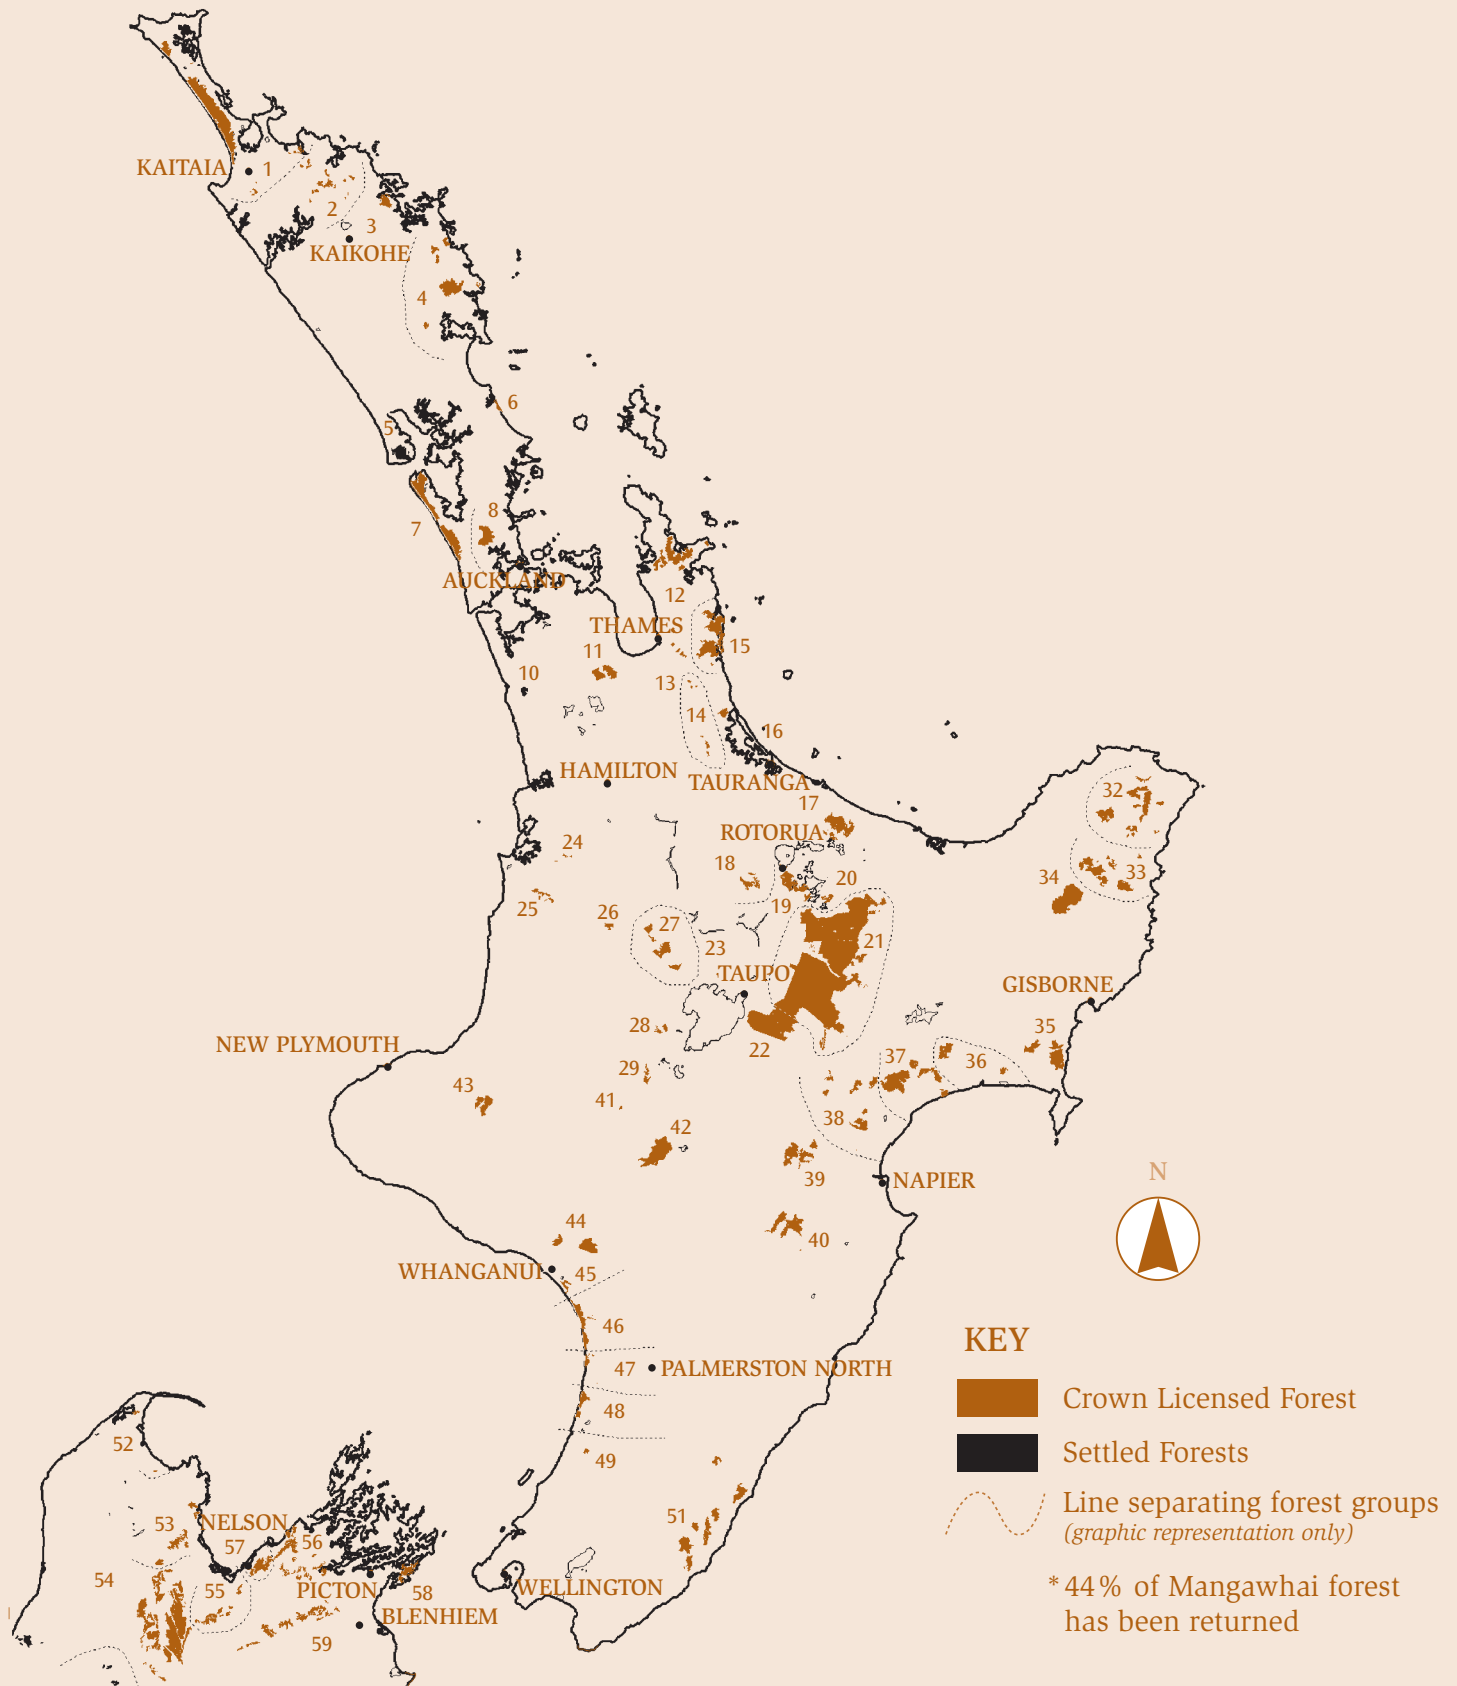 KAITAIA
1
2
3
KAIKOHE
4
6
5
8
7
AUCKLAND
12
THAMES
15
11
10
13
14
16
HAMILTON
TAURANGA
17
32
ROTORUA
24
18
33
34
20
25
19
26
27
21
23
TAUPO
GISBORNE
28
35
NEW PLYMOUTH
22
37
36
29
43
41
38
42
39
NAPIER
N
44
40
WHANGANUI
45
46
47
PALMERSTON NORTH
48
49
52
51
53
NELSON
57
56
54
55
PICTON
58
WELLINGTON
BLENHIEM
59
KEY
Crown Licensed Forest
Settled Forests
Line separating forest groups
(graphic representation only)
* 44% of Mangawhai forest
has been returned